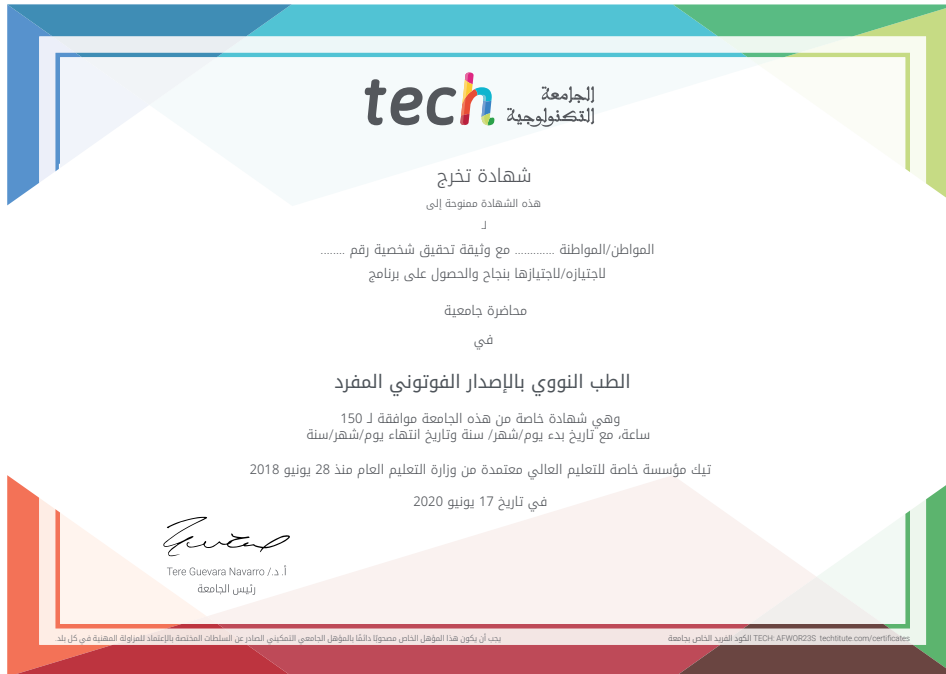 tech الجامعة
التكنولوجية
شهادة تخرج
هذه الشهادة ممنوحة إلى
لـ
المواطن/المواطنة ............ مع وثيقة تحقيق شخصية رقم ........
لاجتيازه/لاجتيازها بنجاح والحصول على برنامج
محاضرة جامعية
في
الطب النووي بالإصدار الفوتوني المفرد
وهي شهادة خاصة من هذه الجامعة موافقة لـ 150
ساعة، مع تاريخ بدء يوم/شهر/ سنة وتاريخ انتهاء يوم/شهر/سنة
تيك مؤسسة خاصة للتعليم العالي معتمدة من وزارة التعليم العام منذ 28 يونيو 2018
في تاريخ 17 يونيو 2020
أ. د./ Tere Guevara Navarro
رئيس الجامعة
يجب أن يكون هذا المؤهل الخاص مصحوبًا دائمًا بالمؤهل الجامعي التمكيني الصادر عن السلطات المختصة بالإعتماد للمزاولة المهنية في كل بلد.
الكود الفريد الخاص بجامعة TECH: AFWOR23S techtitute.com/certificates